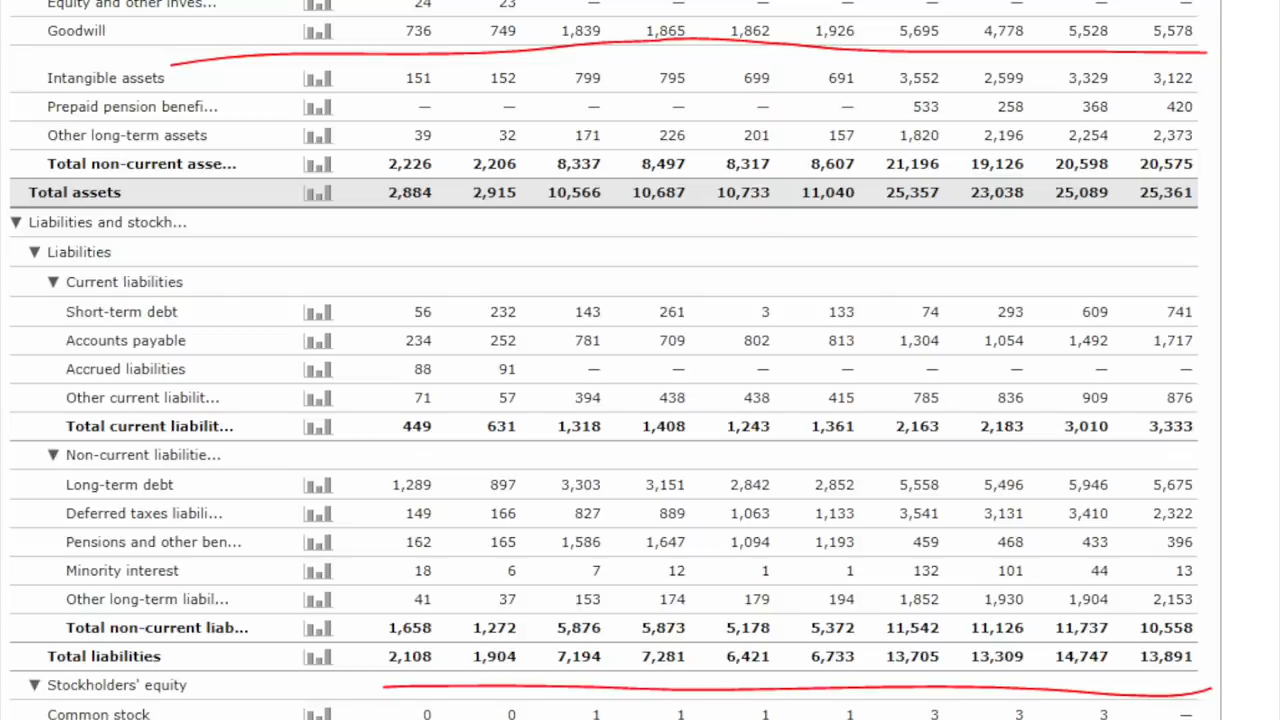 Equity and other inves... 24 23 — — — — — — — —
Goodwill 736 749 1,839 1,865 1,862 1,926 5,695 4,778 5,528 5,578
Intangible assets 151 152 799 795 699 691 3,552 2,599 3,329 3,122
Prepaid pension benefi... — — — — — — 533 258 368 420
Other long-term assets 39 32 171 226 201 157 1,820 2,196 2,254 2,373
Total non-current asse... 2,226 2,206 8,337 8,497 8,317 8,607 21,196 19,126 20,598 20,575
Total assets 2,884 2,915 10,566 10,687 10,733 11,040 25,357 23,038 25,089 25,361
▼ Liabilities and stockh...
▼ Liabilities
▼ Current liabilities
Short-term debt 56 232 143 261 3 133 74 293 609 741
Accounts payable 234 252 781 709 802 813 1,304 1,054 1,492 1,717
Accrued liabilities 88 91 — — — — — — — —
Other current liabilit... 71 57 394 438 438 415 785 836 909 876
Total current liabilit... 449 631 1,318 1,408 1,243 1,361 2,163 2,183 3,010 3,333
▼ Non-current liabilitie...
Long-term debt 1,289 897 3,303 3,151 2,842 2,852 5,558 5,496 5,946 5,675
Deferred taxes liabili... 149 166 827 889 1,063 1,133 3,541 3,131 3,410 2,322
Pensions and other ben... 162 165 1,586 1,647 1,094 1,193 459 468 433 396
Minority interest 18 6 7 12 1 1 132 101 44 13
Other long-term liabil... 41 37 153 174 179 194 1,852 1,930 1,904 2,153
Total non-current liab... 1,658 1,272 5,876 5,873 5,178 5,372 11,542 11,126 11,737 10,558
Total liabilities 2,108 1,904 7,194 7,281 6,421 6,733 13,705 13,309 14,747 13,891
▼ Stockholders' equity
Common stock 0 0 1 1 1 1 3 3 3 —